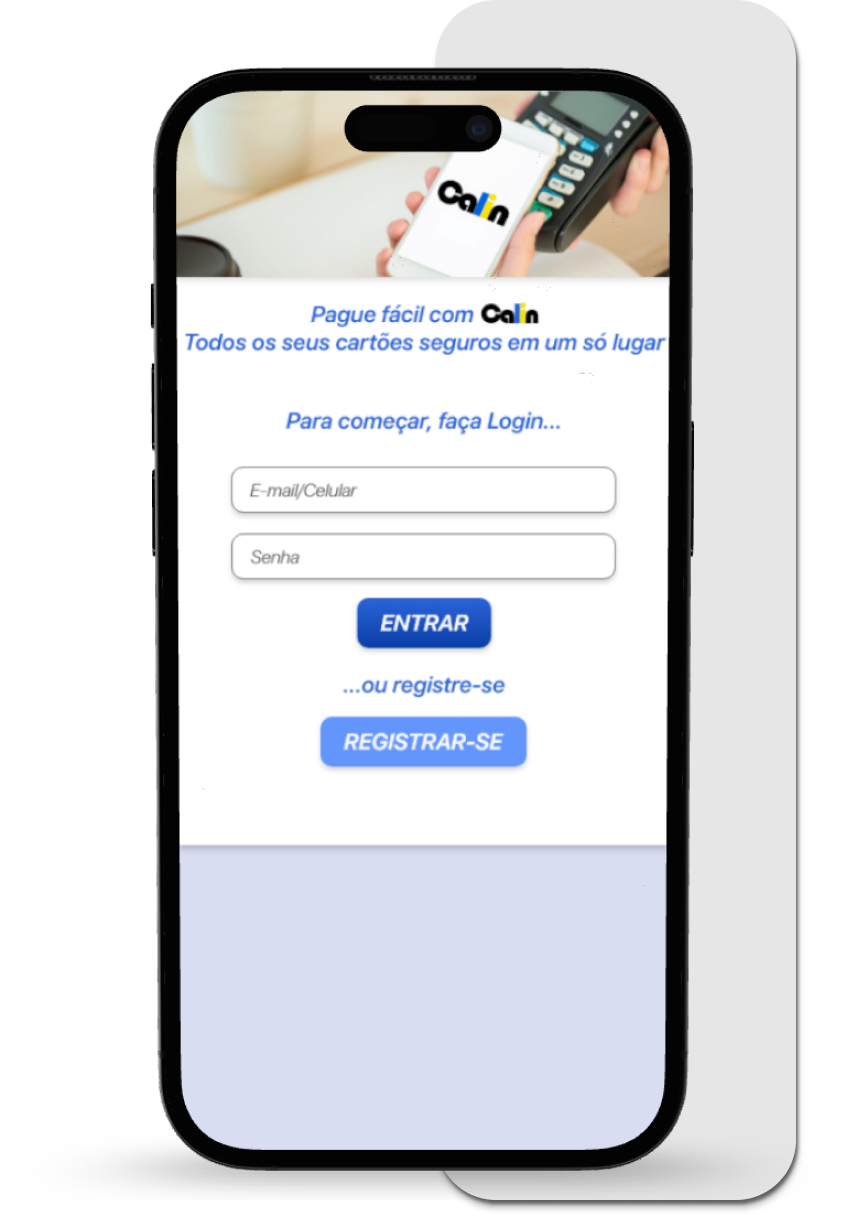 Calin
Pague fácil com Calin
Todos os seus cartões seguros em um só lugar
Para começar, faça Login...
E-mail/Celular
Senha
ENTRAR
...ou registre-se
REGISTRAR-SE